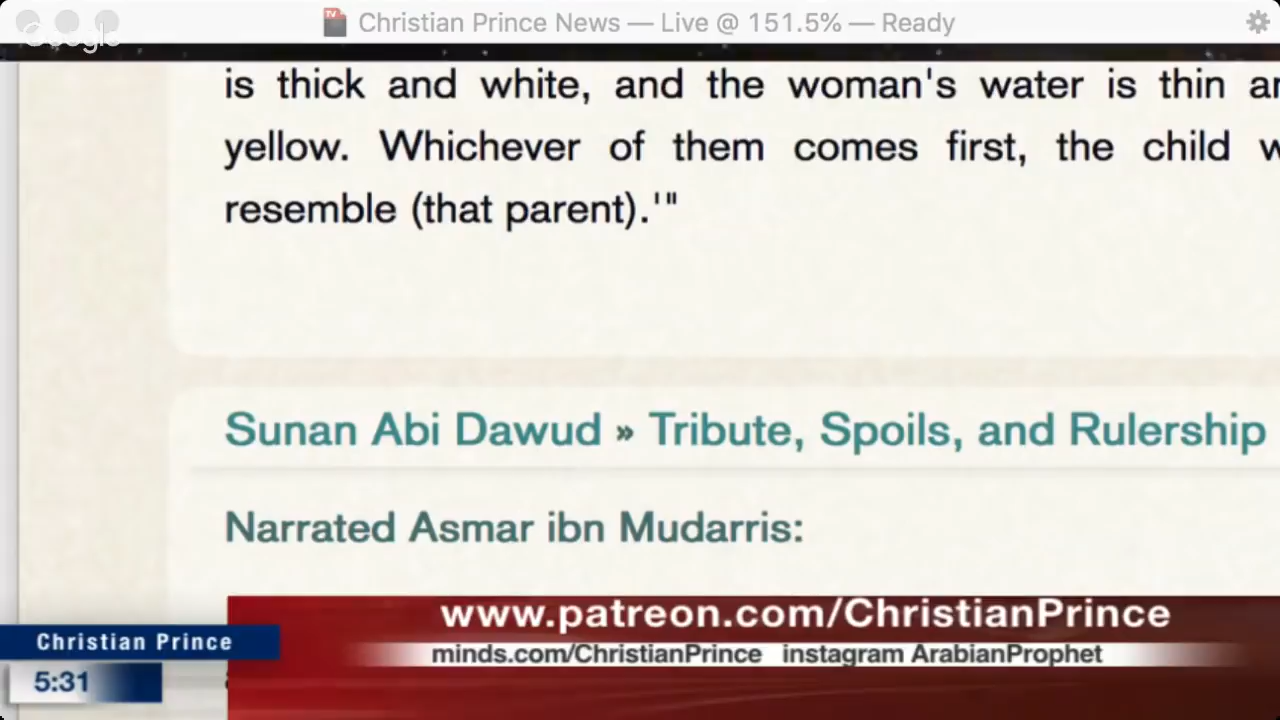 Christian Prince News — Live @ 151.5% — Ready
Google
is thick and white, and the woman's water is thin
yellow. Whichever of them comes first, the child
resemble (that parent).'"
Sunan Abi Dawud » Tribute, Spoils, and Rulership
Narrated Asmar ibn Mudarris:
www.patreon.com/ChristianPrince
Christian Prince
minds.com/ChristianPrince instagram ArabianProphet
5:31